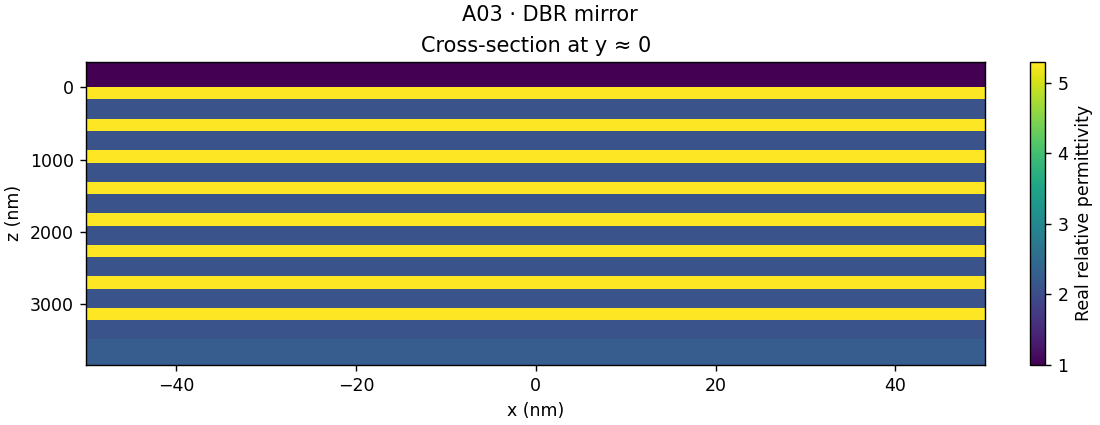 A03 · DBR mirror
Cross-section at y ≈ 0
0
1000
2000
3000
z (nm)
−40
−20
0
20
40
x (nm)
5
4
3
2
1
Real relative permittivity